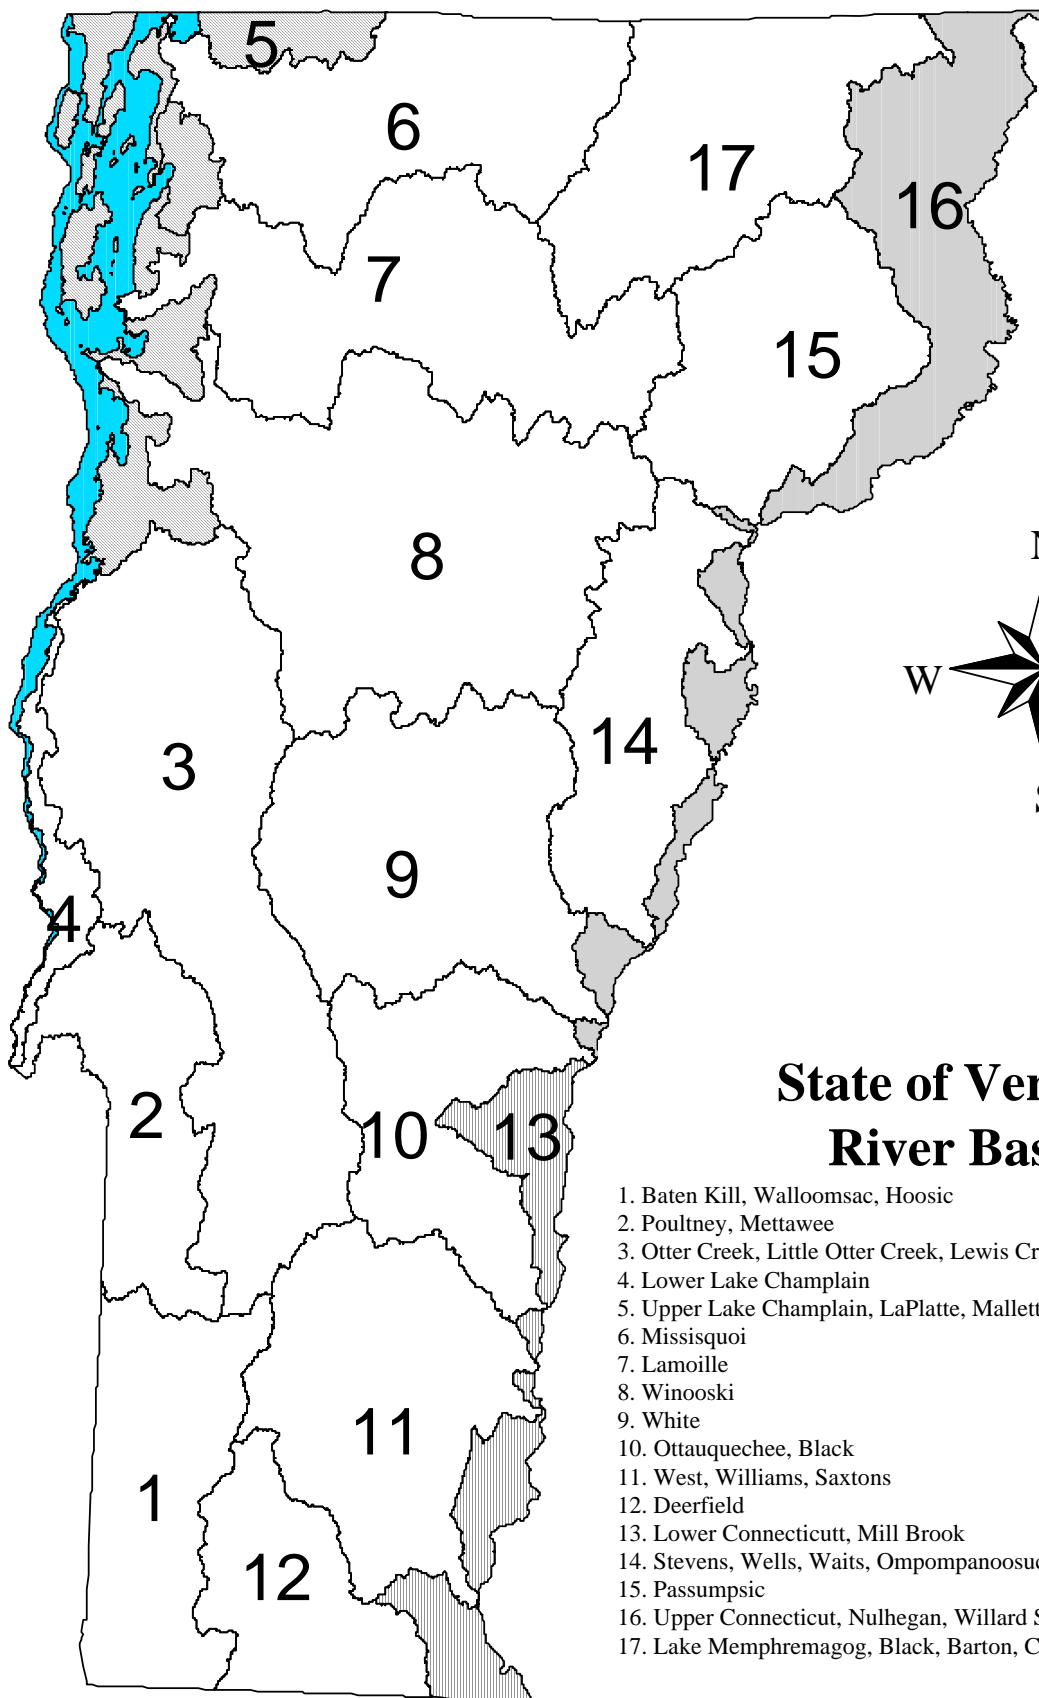 5
6
17
16
7
15
8
N
W
14
3
S
9
4
State of Ver
River Bas
2
10
13
1. Baten Kill, Walloomsac, Hoosic
2. Poultney, Mettawee
3. Otter Creek, Little Otter Creek, Lewis Cr
4. Lower Lake Champlain
5. Upper Lake Champlain, LaPlatte, Mallett
6. Missisquoi
7. Lamoille
8. Winooski
9. White
10. Ottauquechee, Black
11. West, Williams, Saxtons
12. Deerfield
13. Lower Connecticutt, Mill Brook
14. Stevens, Wells, Waits, Ompompanoosuc
15. Passumpsic
16. Upper Connecticut, Nulhegan, Willard S
17. Lake Memphremagog, Black, Barton, C
11
1
12